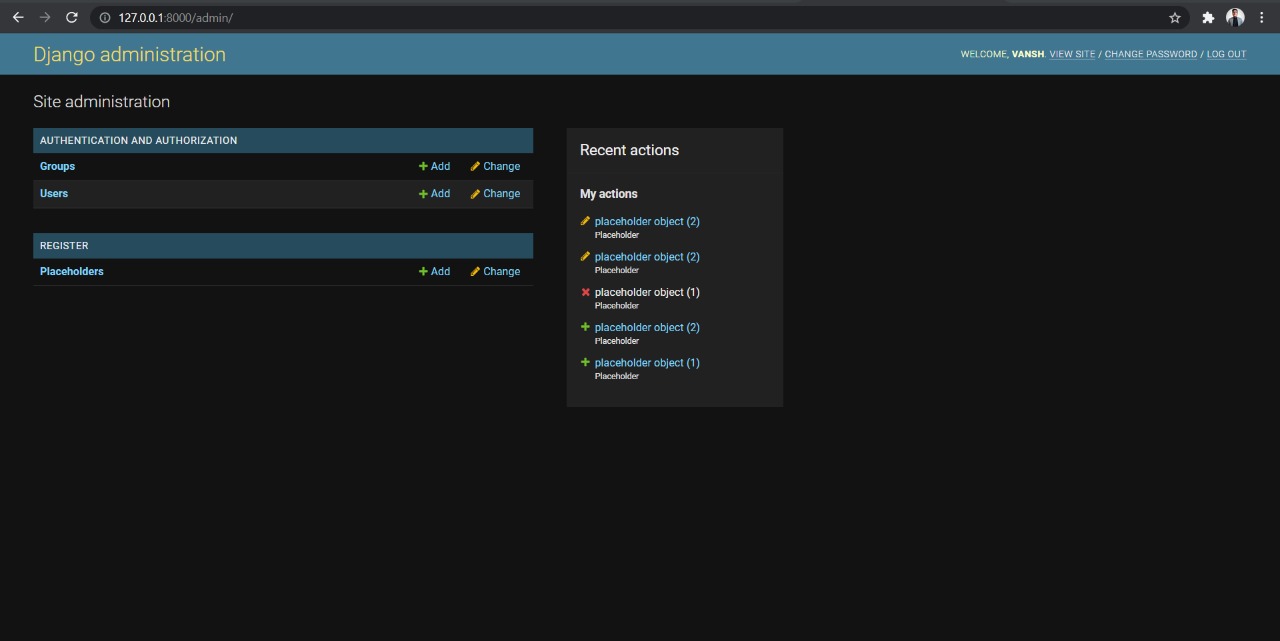 127.0.0.1:8000/admin/
Django administration
WELCOME, VANSH. VIEW SITE / CHANGE PASSWORD / LOG OUT
Site administration
AUTHENTICATION AND AUTHORIZATION
Groups Add Change
Users Add Change
REGISTER
Placeholders Add Change
Recent actions
My actions
placeholder object (2)
Placeholder
placeholder object (2)
Placeholder
placeholder object (1)
Placeholder
placeholder object (2)
Placeholder
placeholder object (1)
Placeholder